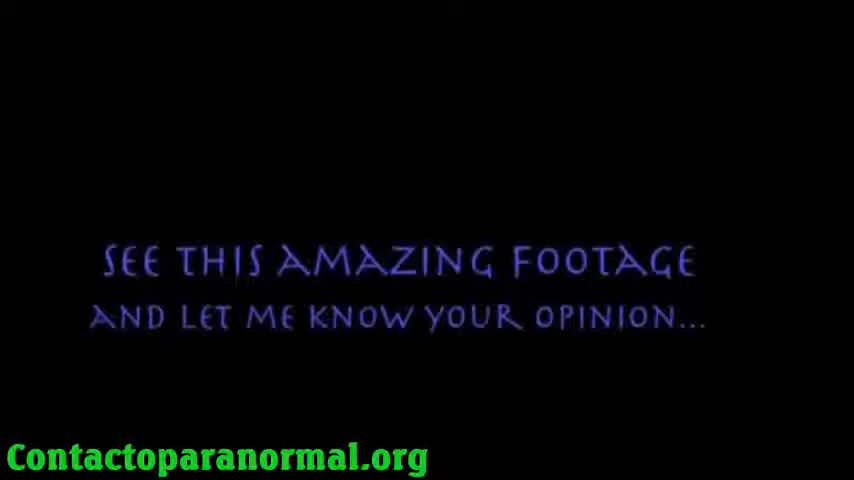 SEE THIS AMAZING FOOTAGE
AND LET ME KNOW YOUR OPINION...
Contactoparanormal.org